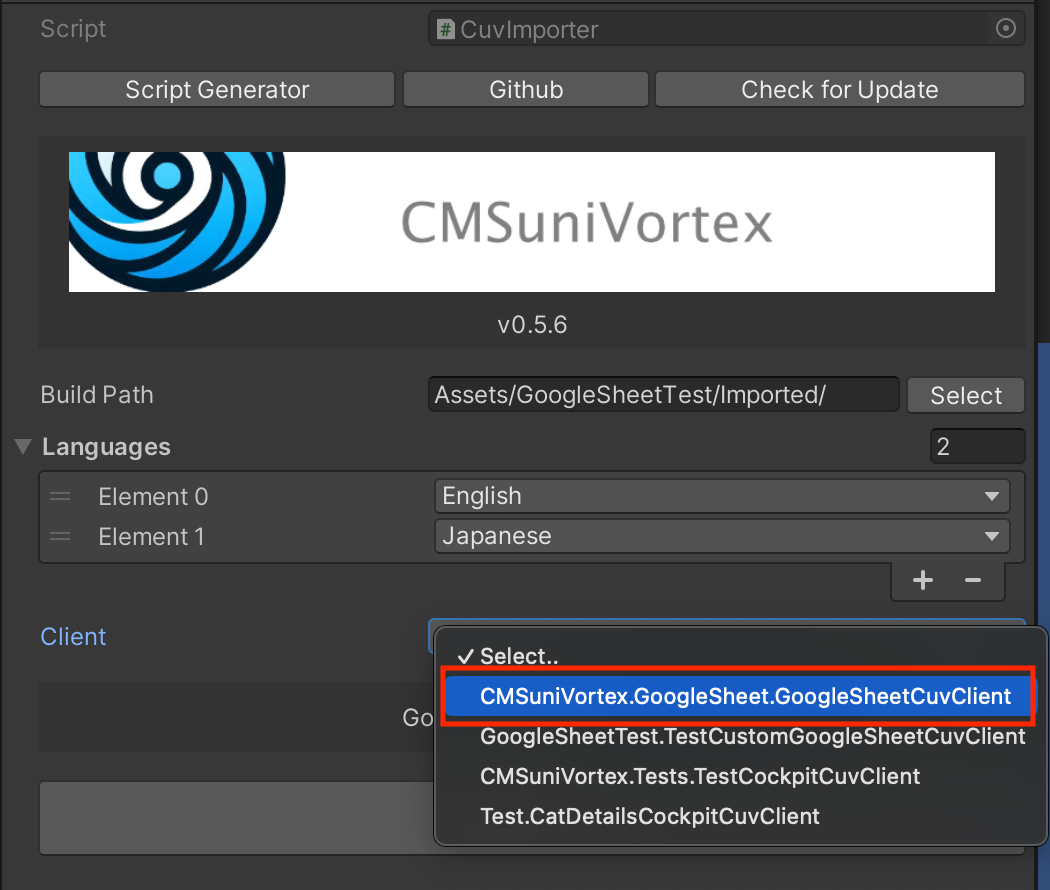 Script
# CuvImporter
Script Generator
Github
Check for Update
CMSuniVortex
v0.5.6
Build Path
Assets/GoogleSheetTest/Imported/
Select
Languages
2
Element 0
English
Element 1
Japanese
Client
✓ Select..
CMSuniVortex.GoogleSheet.GoogleSheetCuvClient
Go
GoogleSheetTest.TestCustomGoogleSheetCuvClient
CMSuniVortex.Tests.TestCockpitCuvClient
Test.CatDetailsCockpitCuvClient